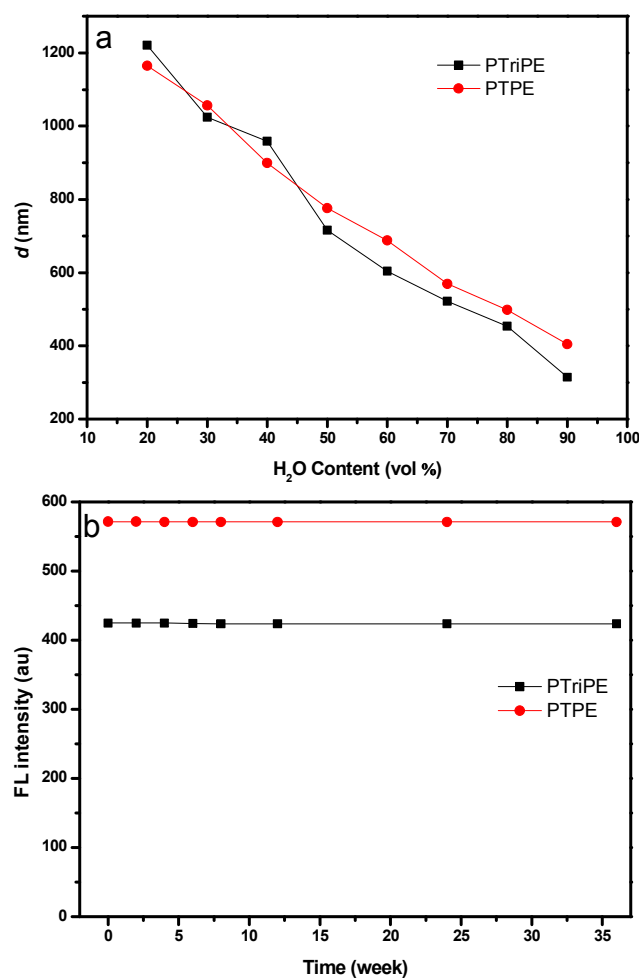 a
PTriPE
PTPE
1200
1000
800
600
400
200
d (nm)
10 20 30 40 50 60 70 80 90 100
H₂O Content (vol %)
b
600
500
400
300
200
100
0
PTriPE
PTPE
FL intensity (au)
0 5 10 15 20 25 30 35
Time (week)